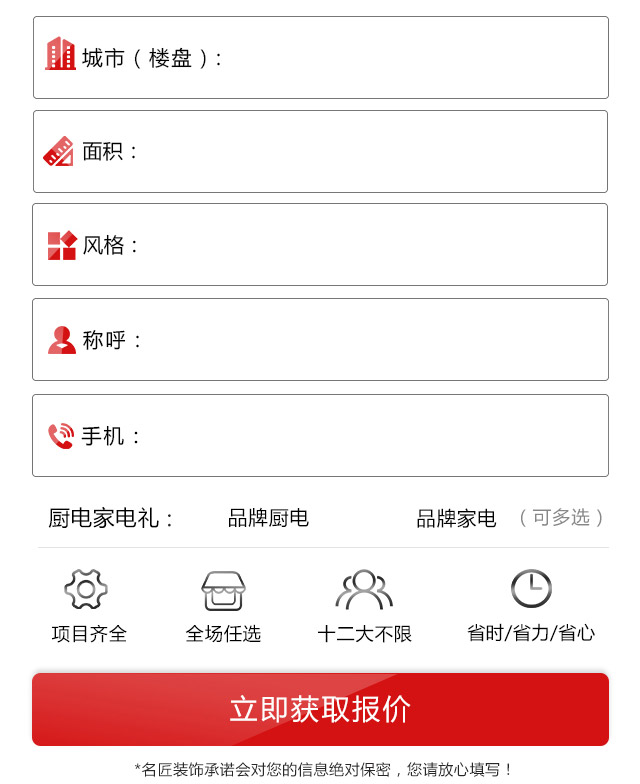 城市（楼盘）:
面积：
风格：
称呼：
手机：
厨电家电礼： 品牌厨电 品牌家电 （可多选）
项目齐全 全场任选 十二大不限 省时/省力/省心
立即获取报价
*名匠装饰承诺会对您的信息绝对保密，您请放心填写！